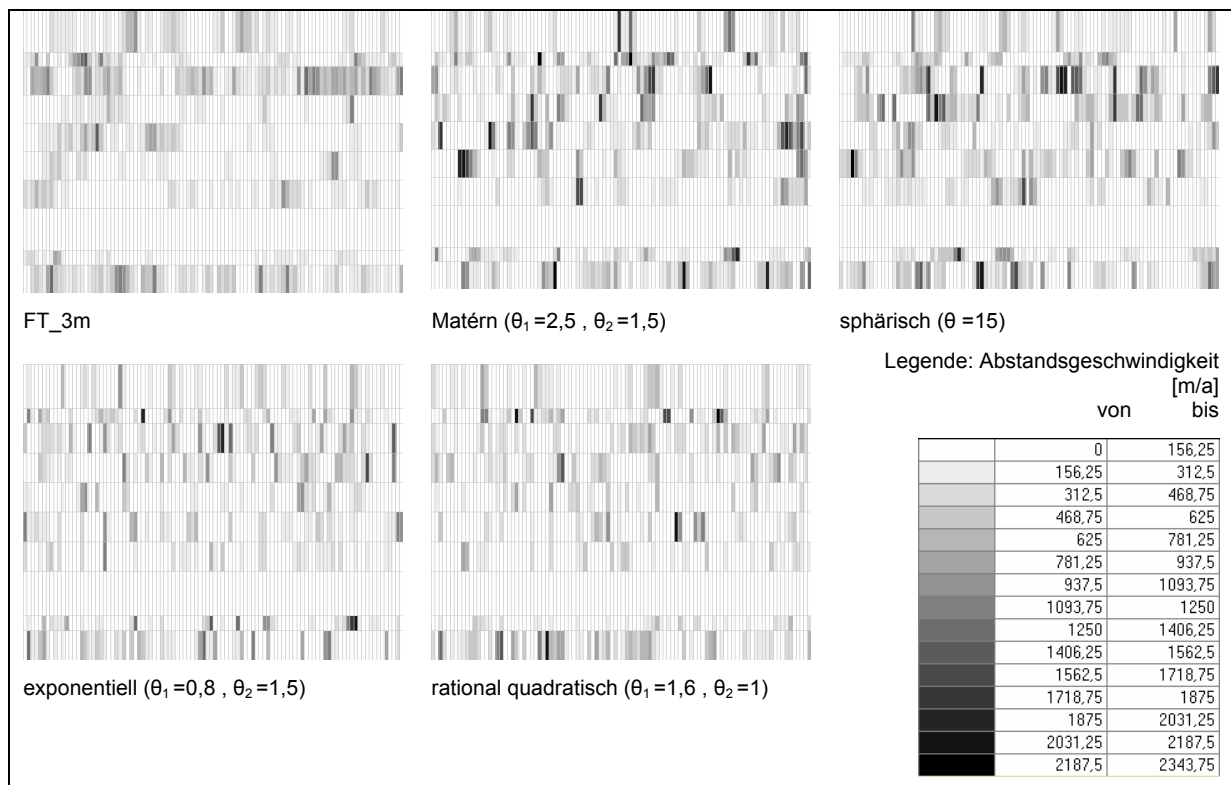 FT_3m
Matérn (θ₁=2,5 , θ₂=1,5)
sphärisch (θ =15)
exponentiell (θ₁=0,8 , θ₂=1,5)
rational quadratisch (θ₁=1,6 , θ₂=1)
Legende: Abstandsgeschwindigkeit
[m/a]
von bis
0 156,25
156,25 312,5
312,5 468,75
468,75 625
625 781,25
781,25 937,5
937,5 1093,75
1093,75 1250
1250 1406,25
1406,25 1562,5
1562,5 1718,75
1718,75 1875
1875 2031,25
2031,25 2187,5
2187,5 2343,75